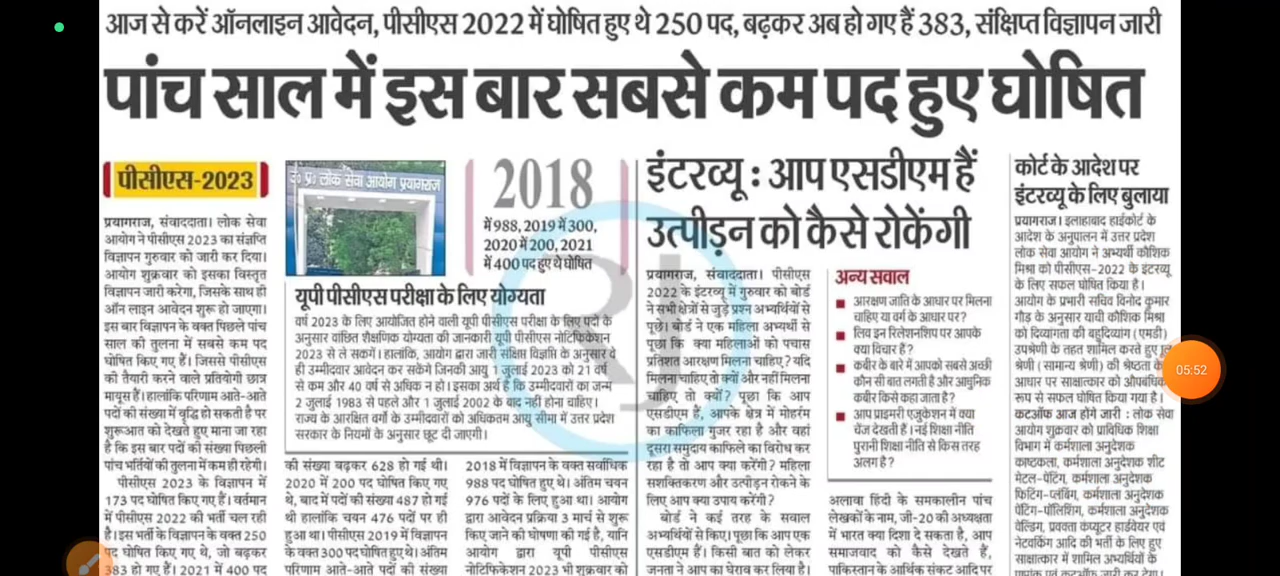 आज से करें ऑनलाइन आवेदन, पीसीएस 2022 में घोषित हुए थे 250 पद, बढ़कर अब हो गए हैं 383, संक्षिप्त विज्ञापन जारी
पांच साल में इस बार सबसे कम पद हुए घोषित
पीसीएस-2023
प्रयागराज, संवाददाता। लोक सेवा
आयोग ने पीसीएस 2023 का संक्षप्ति
विज्ञापन गुरुवार को जारी कर दिया।
आयोग शुक्रवार को इसका विस्तृत
विज्ञापन जारी करेगा, जिसके साथ ही
ऑन लाइन आवेदन शुरू हो जाएगा।
इस बार विज्ञापन के वक्त पिछले पांच
साल की तुलना में सबसे कम पद
घोषित किए गए हैं। जिससे पीसीएस
की तैयारी करने वाले प्रतियोगी छात्र
मायूस हैं। हालांकि परिणाम आते-आते
पदों की संख्या में वृद्धि हो सकती है पर
शुरूआत को देखते हुए माना जा रहा
है कि इस बार पदों की संख्या पिछली
पांच भर्तियों की तुलना में कम ही रहेगी।
पीसीएस 2023 के विज्ञापन में
173 पद घोषित किए गए हैं। वर्तमान
में पीसीएस 2022 की भर्ती चल रही
है। इस भर्ती के विज्ञापन के वक्त 250
पद घोषित किए गए थे, जो बढ़कर
383 हो गए हैं। 2021 में 400 पद
उ० प्र० लोक सेवा आयोग प्रयागराज
2018
में 988, 2019 में 300,
2020 में 200, 2021
में 400 पद हुए थे घोषित
यूपी पीसीएस परीक्षा के लिए योग्यता
वर्ष 2023 के लिए आयोजित होने वाली यूपी पीसीएस परीक्षा के लिए पदों के
अनुसार वांछित शैक्षणिक योग्यता की जानकारी यूपी पीसीएस नोटिफिकेशन
2023 से ले सकेंगे। हालांकि, आयोग द्वारा जारी संक्षिप्त विज्ञप्ति के अनुसार वे
ही उम्मीदवार आवेदन कर सकेंगे जिनकी आयु 1 जुलाई 2023 को 21 वर्ष
से कम और 40 वर्ष से अधिक न हो। इसका अर्थ है कि उम्मीदवारों का जन्म
2 जुलाई 1983 से पहले और 1 जुलाई 2002 के बाद नहीं होना चाहिए।
राज्य के आरक्षित वर्गों के उम्मीदवारों को अधिकतम आयु सीमा में उत्तर प्रदेश
सरकार के नियमों के अनुसार छूट दी जाएगी।
की संख्या बढ़कर 628 हो गई थी।
2020 में 200 पद घोषित किए गए
थे, बाद में पदों की संख्या 487 हो गई
थी हालांकि चयन 476 पदों पर ही
हुआ था। पीसीएस 2019 में विज्ञापन
के वक्त 300 पद घोषित हुए थे। अंतिम
परिणाम आते-आते पदों की संख्या
2018 में विज्ञापन के वक्त सर्वाधिक
988 पद घोषित हुए थे। अंतिम चयन
976 पदों के लिए हुआ था। आयोग
द्वारा आवेदन प्रक्रिया 3 मार्च से शुरू
किए जाने की घोषणा की गई है, यानि
आयोग द्वारा यूपी पीसीएस
नोटिफिकेशन 2023 भी शुक्रवार को
इंटरव्यू : आप एसडीएम हैं
उत्पीड़न को कैसे रोकेंगी
प्रयागराज, संवाददाता। पीसीएस
2022 के इंटरव्यू में गुरुवार को बोर्ड
ने सभी क्षेत्रों से जुड़े प्रश्न अभ्यर्थियों से
पूछे। बोर्ड ने एक महिला अभ्यर्थी से
पूछा कि क्या महिलाओं को पचास
प्रतिशत आरक्षण मिलना चाहिए? यदि
मिलना चाहिए तो क्यों और नहीं मिलना
चाहिए तो क्यों? पूछा कि आप
एसडीएम हैं, आपके क्षेत्र में मोहर्रम
का काफिला गुजर रहा है और वहां
दूसरा समुदाय काफिले का विरोध कर
रहा है तो आप क्या करेंगी? महिला
सशक्तिकरण और उत्पीड़न रोकने के
लिए आप क्या उपाय करेंगी?
बोर्ड ने कई तरह के सवाल
अभ्यर्थियों से किए। पूछा कि आप एक
एसडीएम हैं। किसी बात को लेकर
जनता ने आप का घेराव कर लिया है।
अन्य सवाल
आरक्षण जाति के आधार पर मिलना
चाहिए या वर्ग के आधार पर?
लिव इन रिलेशनशिप पर आपके
क्या विचार हैं?
कबीर के बारे में आपको सबसे अच्छी
कौन सी बात लगती है और आधुनिक
कबीर किसे कहा जाता है?
आप प्राइमरी एजुकेशन में क्या
चेंज देखती हैं। नई शिक्षा नीति
पुरानी शिक्षा नीति से किस तरह
अलग है?
अलावा हिंदी के समकालीन पांच
लेखकों के नाम, जी-20 की अध्यक्षता
में भारत क्या दिशा दे सकता है, आप
समाजवाद को कैसे देखते हैं,
पाकिस्तान के आर्थिक संकट आदि पर
कोर्ट के आदेश पर
इंटरव्यू के लिए बुलाया
प्रयागराज। इलाहाबाद हाईकोर्ट के
आदेश के अनुपालन में उत्तर प्रदेश
लोक सेवा आयोग ने अभ्यर्थी कौशिक
मिश्रा को पीसीएस-2022 के इंटरव्यू
के लिए सफल घोषित किया है।
आयोग के प्रभारी सचिव विनोद कुमार
गौड़ के अनुसार याची कौशिक मिश्रा
को दिव्यांगता की बहुदिव्यांग (एमडी)
उपश्रेणी के तहत शामिल करते हुए
श्रेणी (सामान्य श्रेणी) की श्रेष्ठता के
आधार पर साक्षात्कार को औपबंधिक
रूप से सफल घोषित किया गया है।
कटऑफ आज होंगे जारी : लोक सेवा
आयोग शुक्रवार को प्राविधिक शिक्षा
विभाग में कर्मशाला अनुदेशक
काष्ठकला, कर्मशाला अनुदेशक शीट
मेटल-पेंटिंग, कर्मशाला अनुदेशक
फिटिंग-प्लंबिंग, कर्मशाला अनुदेशक
पेंटिंग-पॉलिशिंग, कर्मशाला अनुदेशक
वेल्डिंग, प्रवक्ता कंप्यूटर हार्डवेयर एवं
नेटवर्किंग आदि की भर्ती के लिए हुए
साक्षात्कार में शामिल अभ्यर्थियों के
05:52